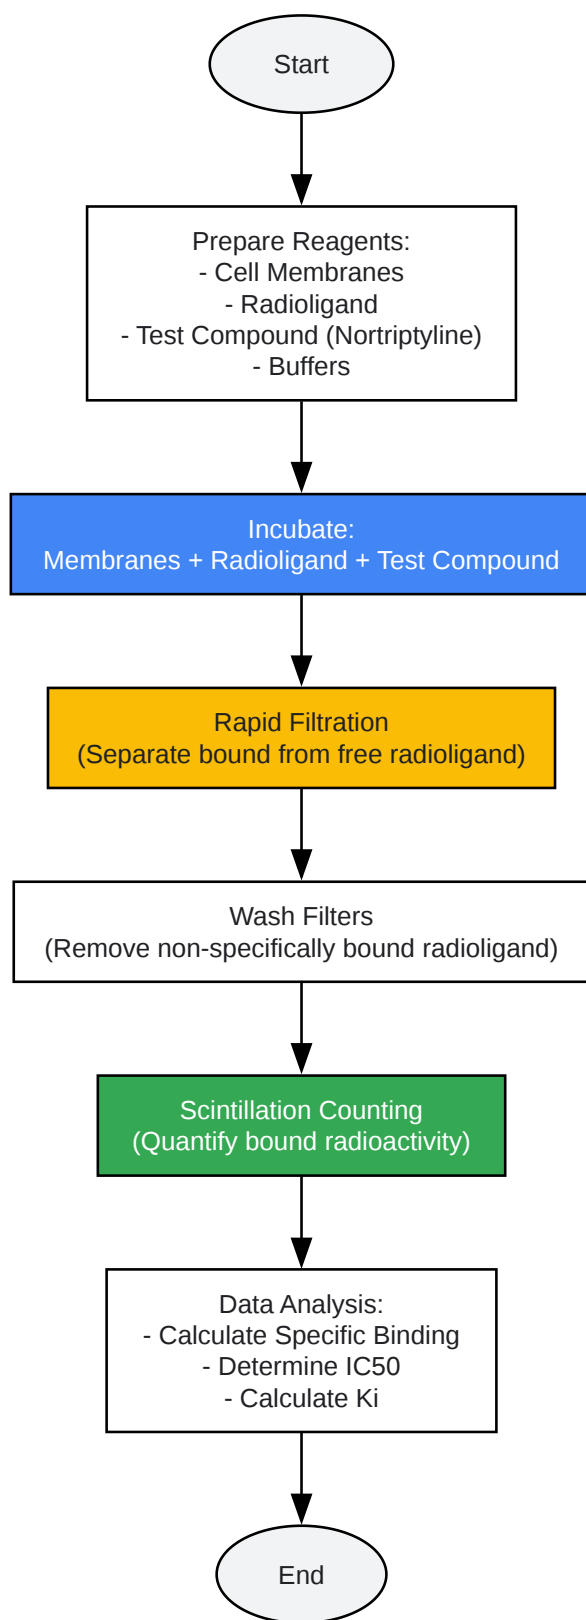 Start
Prepare Reagents:
- Cell Membranes
- Radioligand
- Test Compound (Nortriptyline)
- Buffers
Incubate:
Membranes + Radioligand + Test Compound
Rapid Filtration
(Separate bound from free radioligand)
Wash Filters
(Remove non-specifically bound radioligand)
Scintillation Counting
(Quantify bound radioactivity)
Data Analysis:
- Calculate Specific Binding
- Determine IC50
- Calculate Ki
End